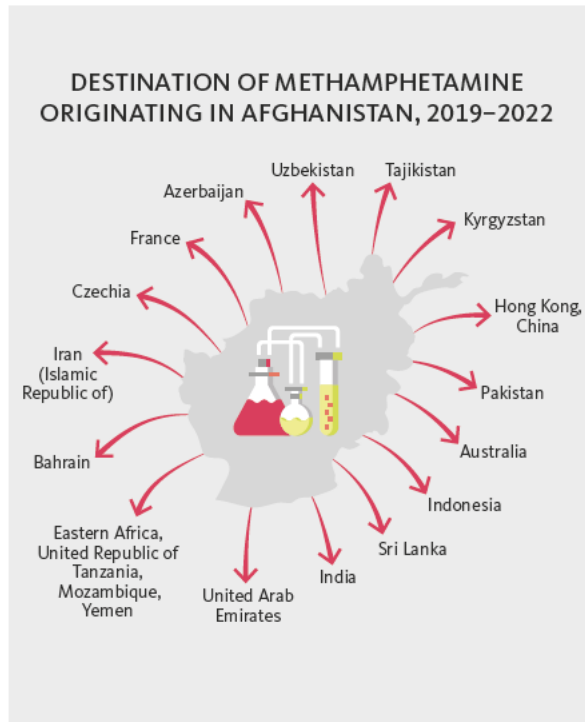 DESTINATION OF METHAMPHETAMINE
ORIGINATING IN AFGHANISTAN, 2019–2022
Uzbekistan
Tajikistan
Azerbaijan
Kyrgyzstan
France
Czechia
Hong Kong,
China
Iran
(Islamic
Republic of)
Pakistan
Australia
Bahrain
Indonesia
Eastern Africa,
United Republic of
Tanzania,
Mozambique,
Yemen
Sri Lanka
India
United Arab
Emirates